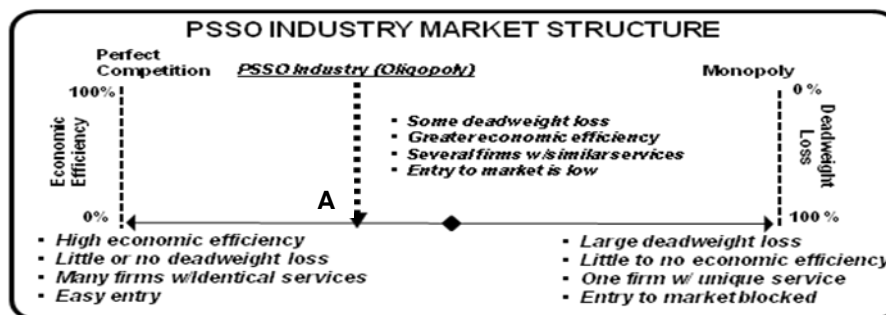 PSSO INDUSTRY MARKET STRUCTURE
Perfect
Competition
PSSO Industry (Oligopoly)
Monopoly
100%
0%
Economic
Efficiency
Some deadweight loss
Greater economic efficiency
Several firms w/similar services
Entry to market is low
0 %
100 %
Deadweight
Loss
A
High economic efficiency
Little or no deadweight loss
Many firms w/Identical services
Easy entry
Large deadweight loss
Little to no economic efficiency
One firm w/ unique service
Entry to market blocked